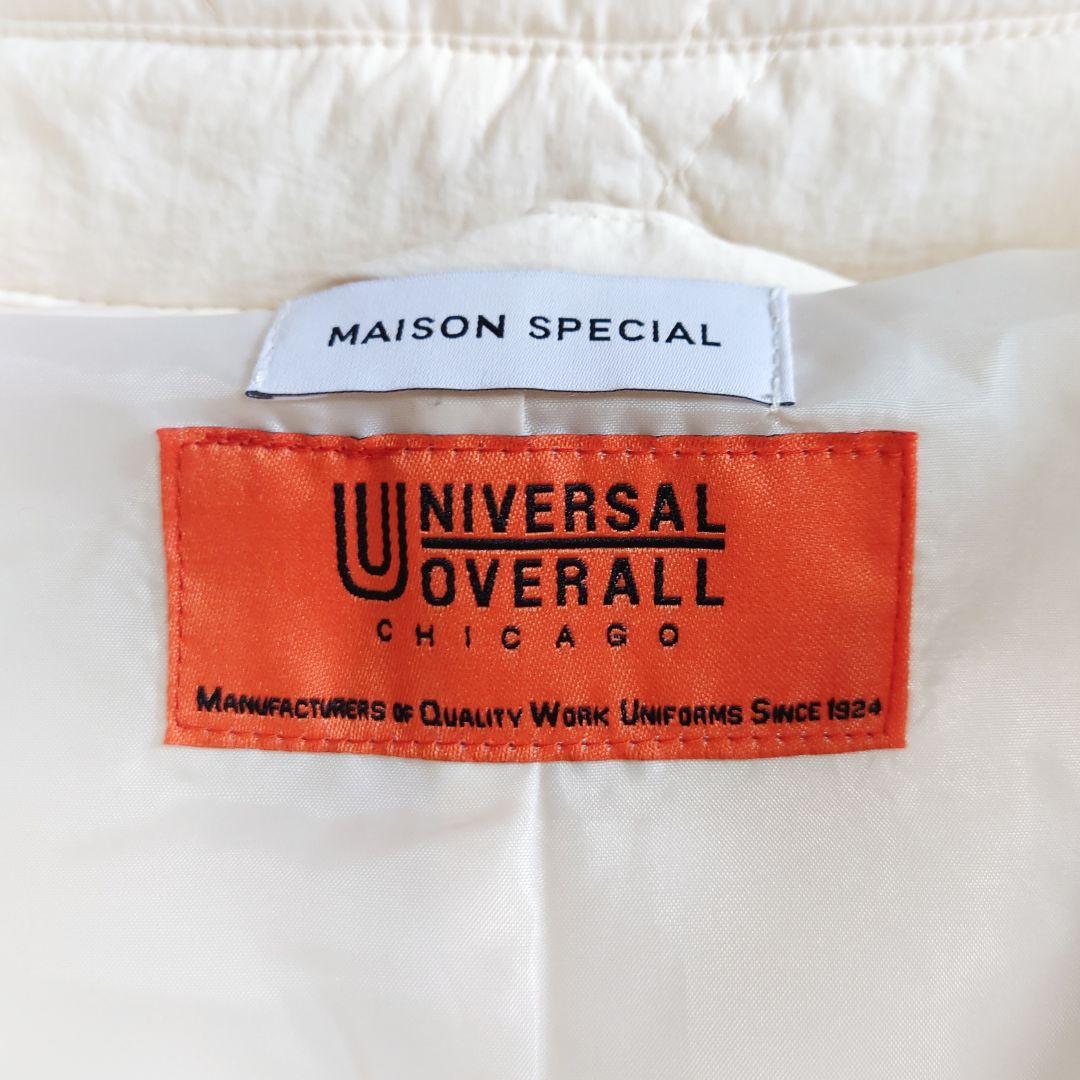 MAISON SPECIAL
UNIVERSAL
OVERALL
CHICAGO
MANUFACTURERS OF QUALITY WORK UNIFORMS SINCE 1924